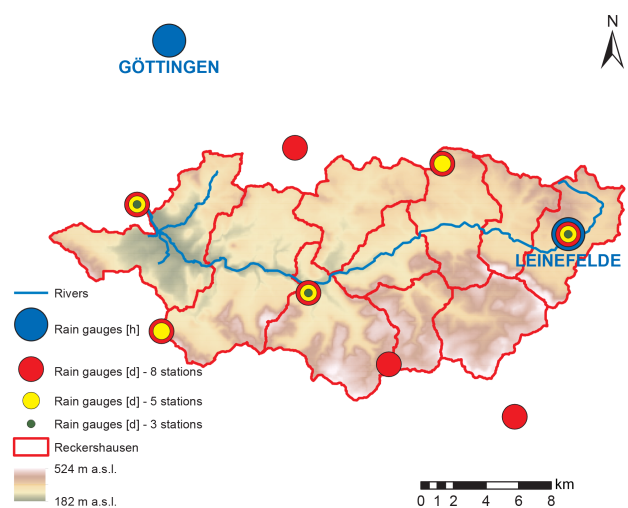 N
GÖTTINGEN
LEINEFELDE
Rivers
Rain gauges [h]
Rain gauges [d] - 8 stations
Rain gauges [d] - 5 stations
Rain gauges [d] - 3 stations
Reckershausen
524 m a.s.l.
182 m a.s.l.
km
0 1 2 4 6 8